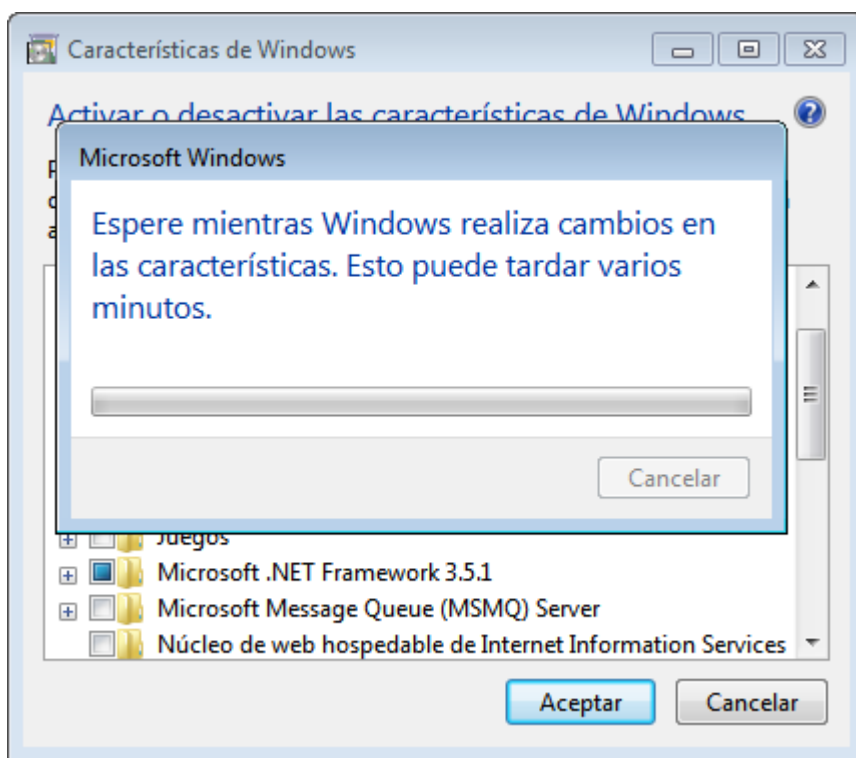 Características de Windows
Activar o desactivar las características de Windows
Microsoft Windows
Espere mientras Windows realiza cambios en
las características. Esto puede tardar varios
minutos.
Cancelar
Juegos
Microsoft .NET Framework 3.5.1
Microsoft Message Queue (MSMQ) Server
Núcleo de web hospedable de Internet Information Services
Aceptar
Cancelar